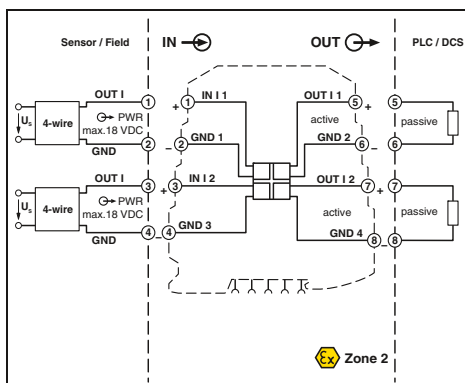 Sensor / Field IN OUT PLC / DCS
OUT I 1 1 IN I 1 OUT I 1 5 5
+ +
Us 4-wire PWR active passive
max.18 VDC
GND 2 – 2 GND 1 GND 2 6 – 6
OUT I 3 3 IN I 2 OUT I 2 7 7
+ +
Us 4-wire PWR active passive
max.18 VDC
GND 4 – 4 GND 3 GND 4 8 – 8
Ex Zone 2